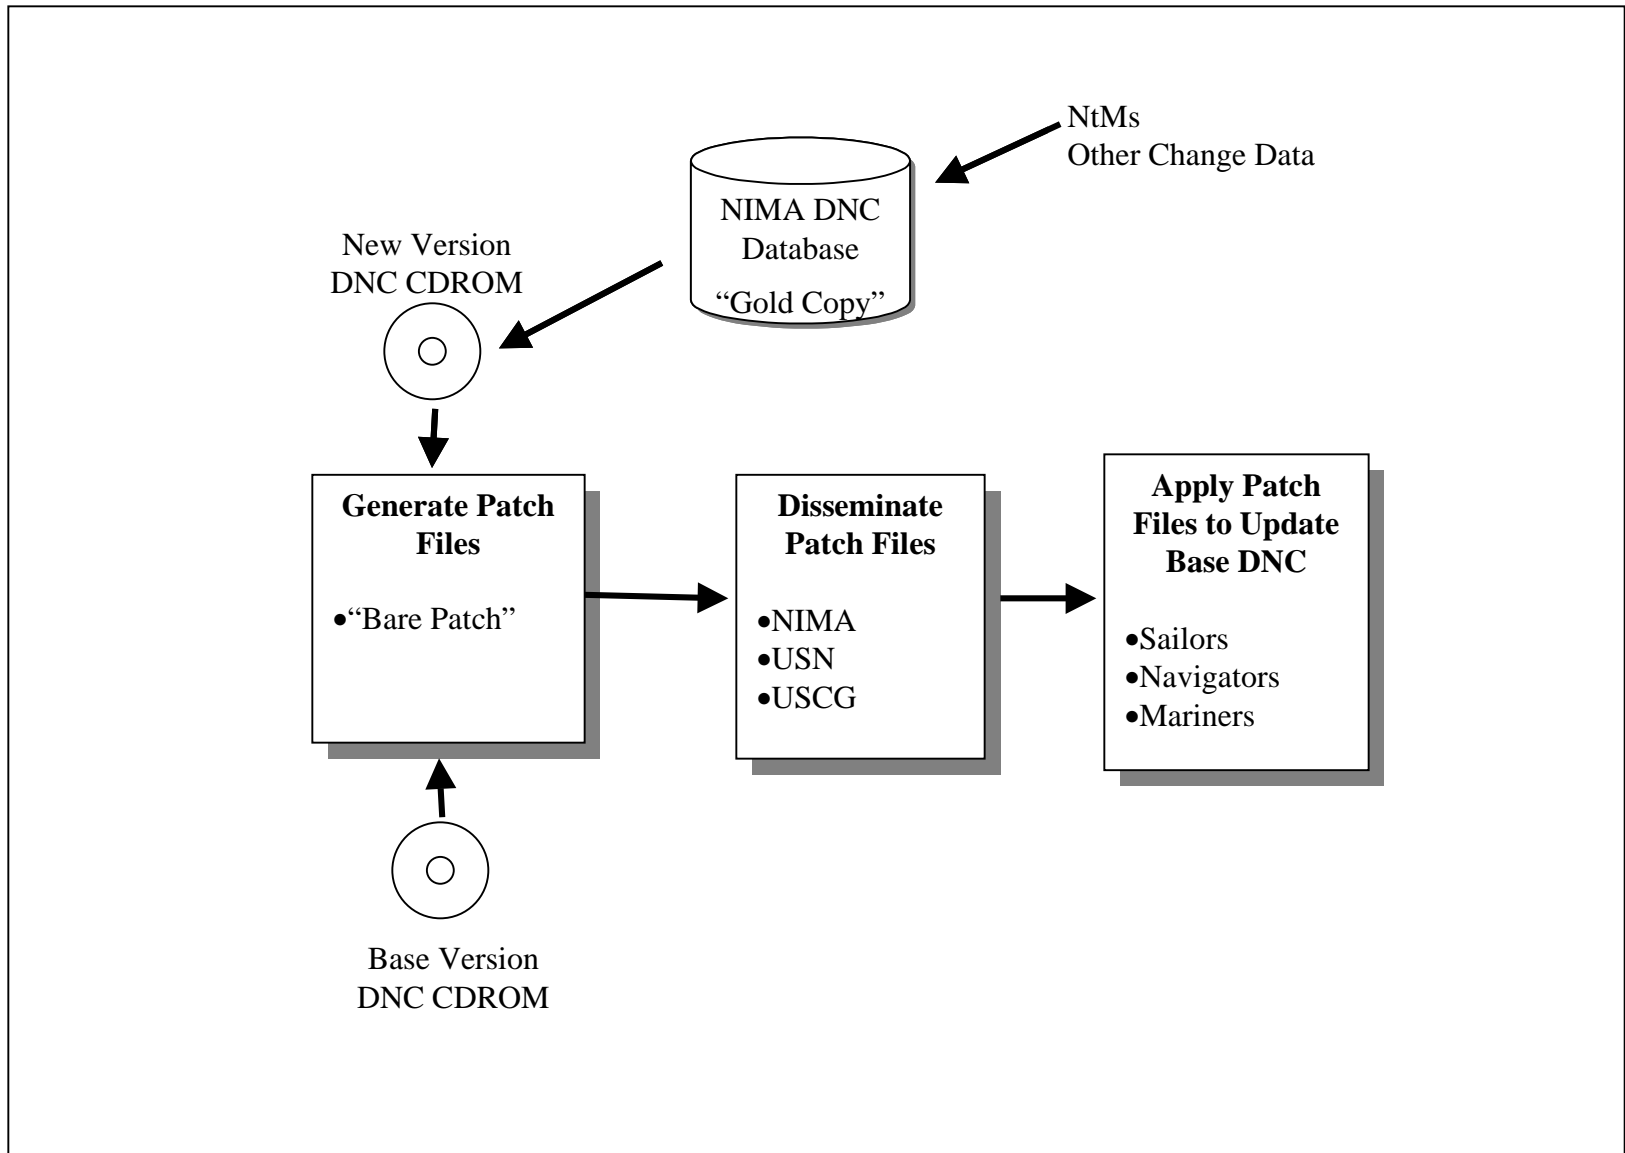 NtMs
Other Change Data
NIMA DNC
Database
“Gold Copy”
New Version
DNC CDROM
Generate Patch
Files
•“Bare Patch”
Disseminate
Patch Files
•NIMA
•USN
•USCG
Apply Patch
Files to Update
Base DNC
•Sailors
•Navigators
•Mariners
Base Version
DNC CDROM